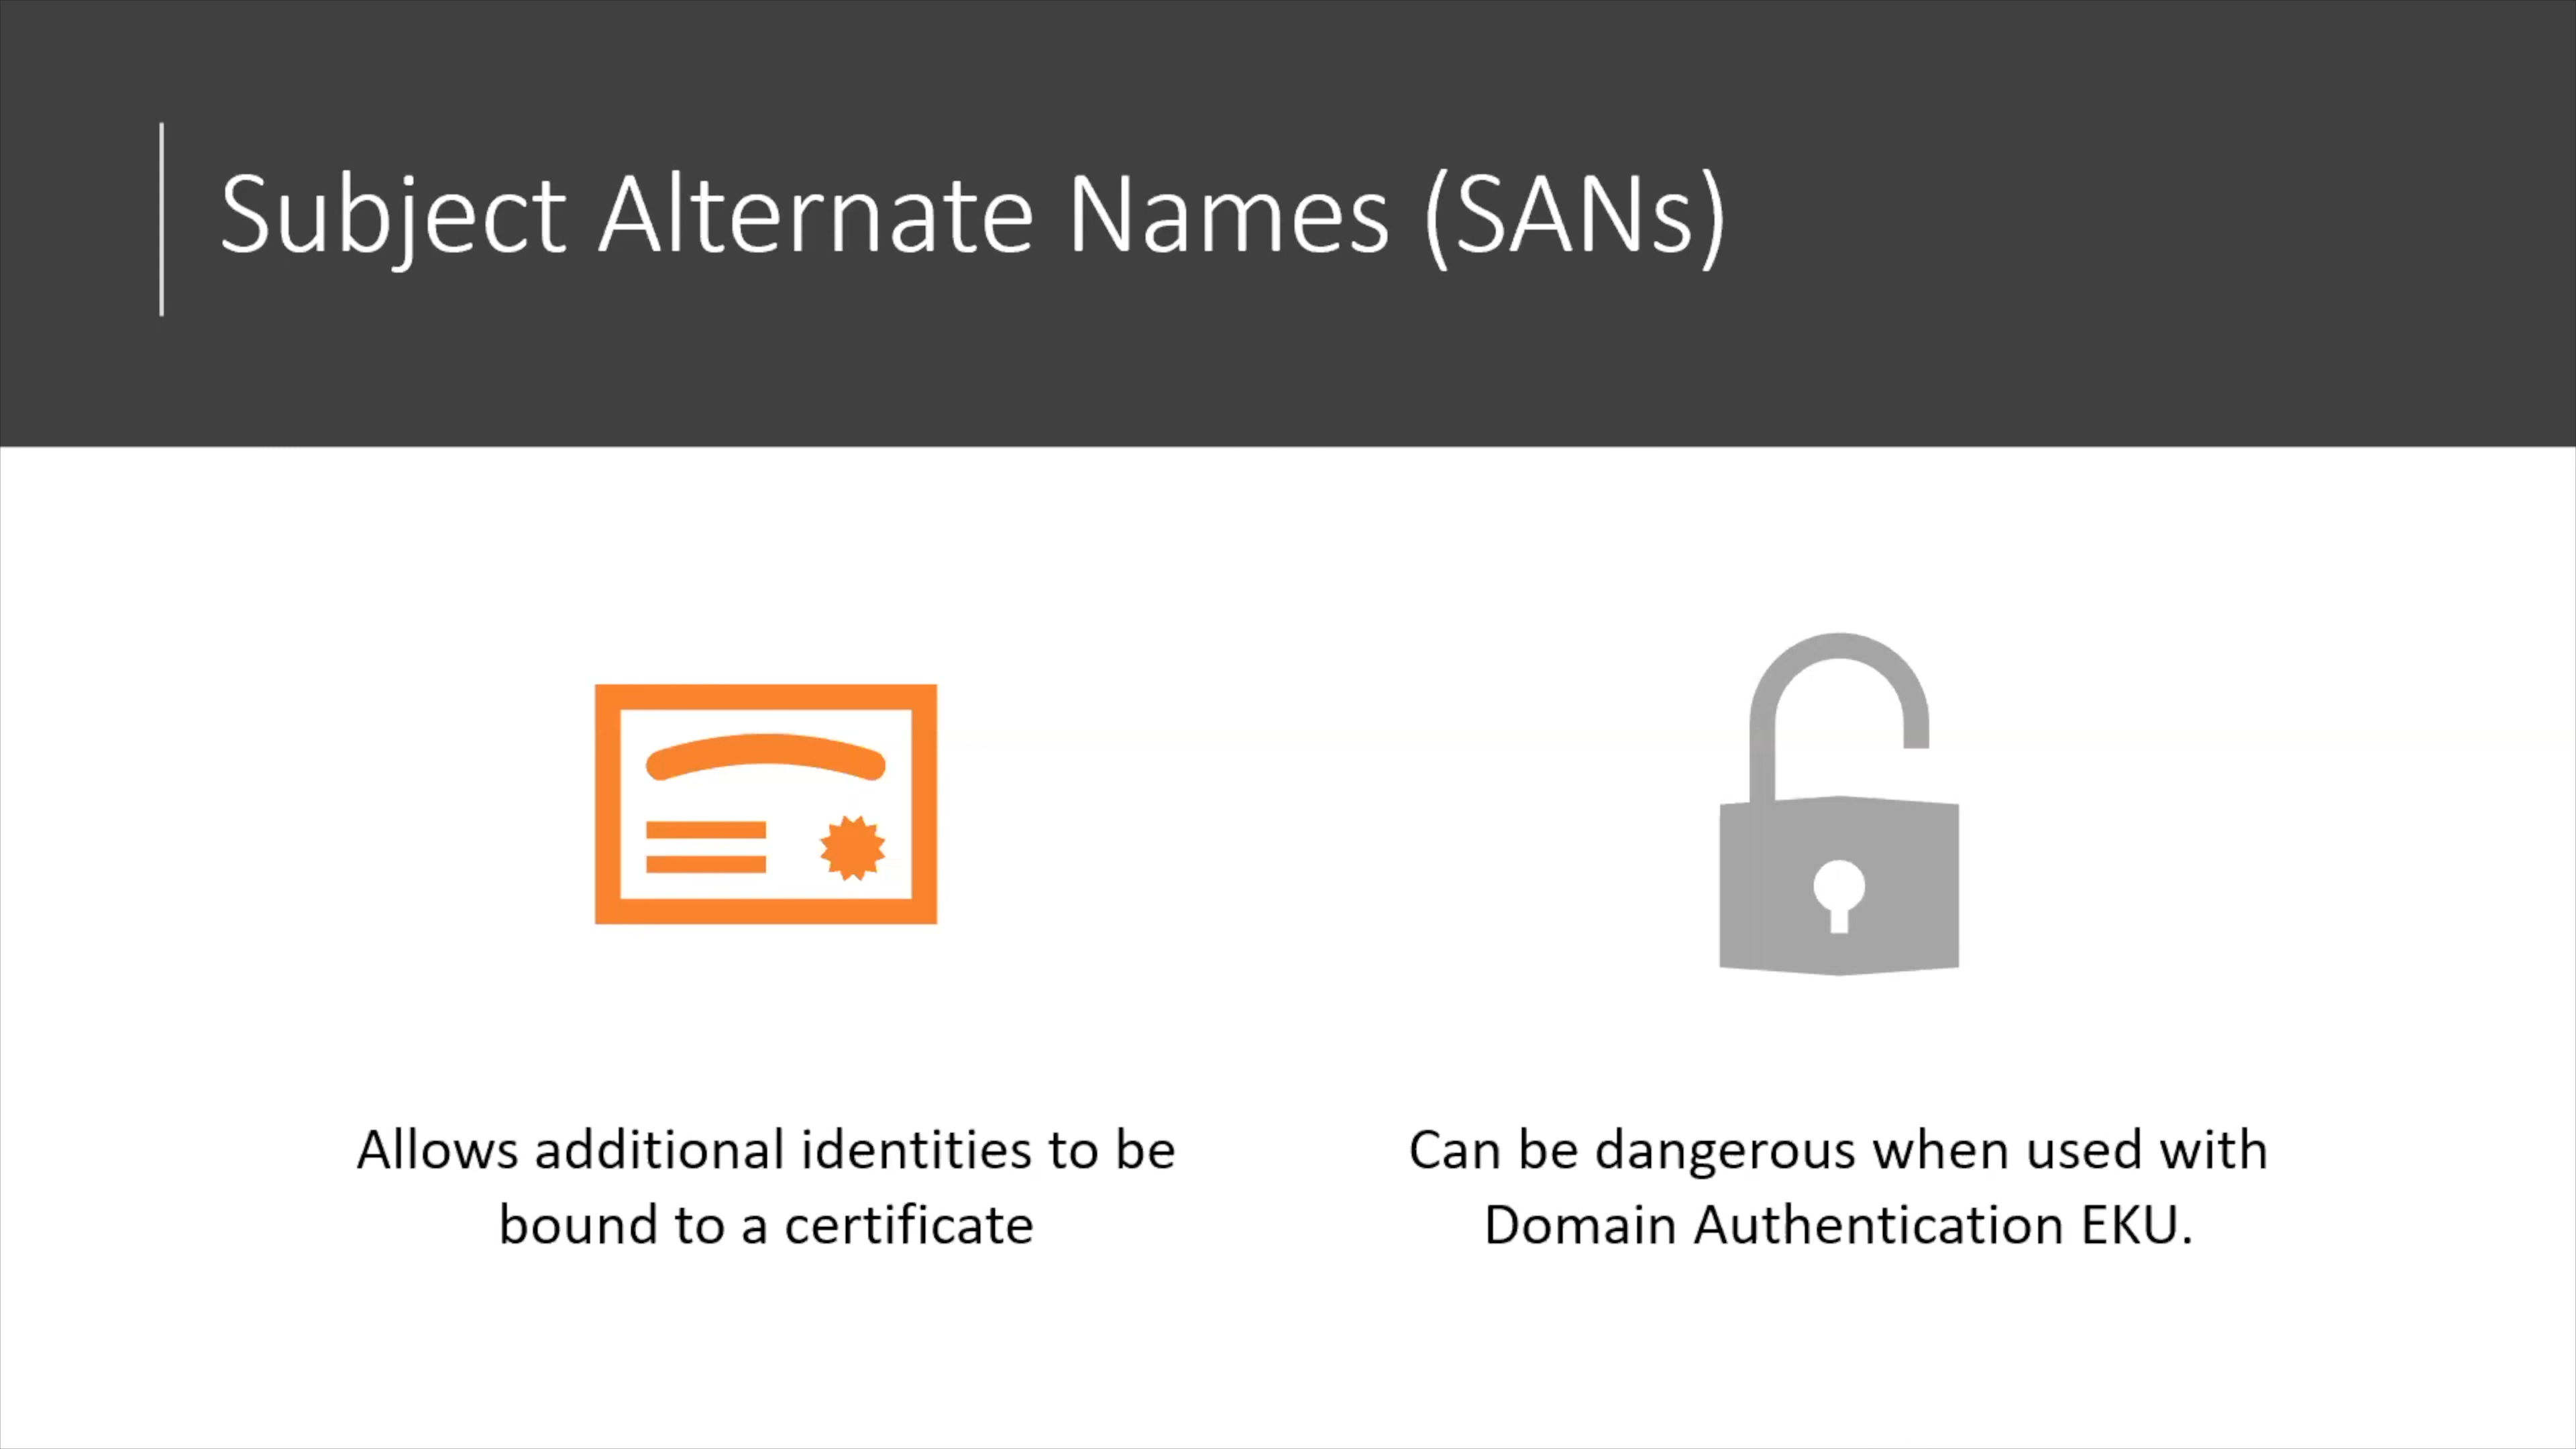 Subject Alternate Names (SANs)
Allows additional identities to be
bound to a certificate
Can be dangerous when used with
Domain Authentication EKU.